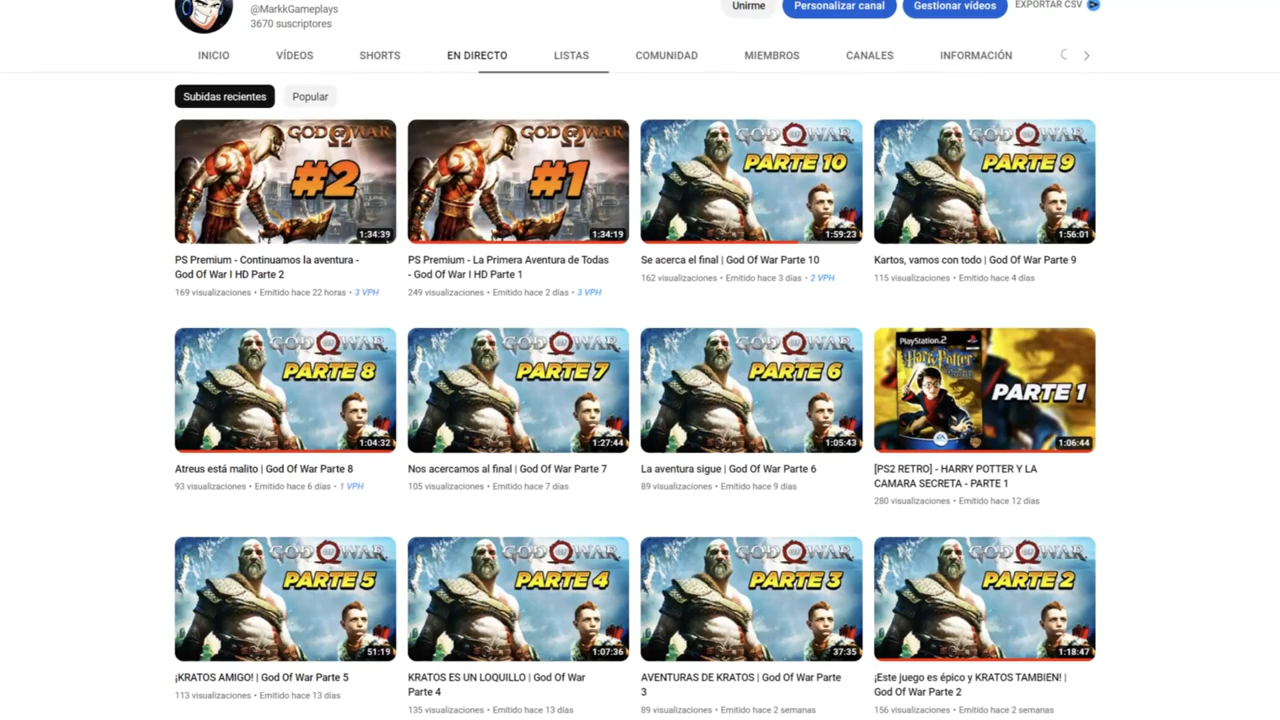 @MarkkGameplays
3670 suscriptores
Unirme
Personalizar canal
Gestionar vídeos
EXPORTAR CSV
INICIO
VÍDEOS
SHORTS
EN DIRECTO
LISTAS
COMUNIDAD
MIEMBROS
CANALES
INFORMACIÓN
Subidas recientes
Popular
GOD OF WAR
#2
1:34:39
PS Premium - Continuamos la aventura -
God Of War I HD Parte 2
169 visualizaciones • Emitido hace 22 horas • 3 VPH
GOD OF WAR
#1
1:34:19
PS Premium - La Primera Aventura de Todas
- God Of War I HD Parte 1
249 visualizaciones • Emitido hace 2 días • 3 VPH
GOD OF WAR
PARTE 10
1:59:23
Se acerca el final | God Of War Parte 10
162 visualizaciones • Emitido hace 3 días • 2 VPH
GOD OF WAR
PARTE 9
1:56:01
Kartos, vamos con todo | God Of War Parte 9
115 visualizaciones • Emitido hace 4 días
GOD OF WAR
PARTE 8
1:04:32
Atreus está malito | God Of War Parte 8
93 visualizaciones • Emitido hace 6 días • 1 VPH
GOD OF WAR
PARTE 7
1:27:44
Nos acercamos al final | God Of War Parte 7
105 visualizaciones • Emitido hace 7 días
GOD OF WAR
PARTE 6
1:05:43
La aventura sigue | God Of War Parte 6
89 visualizaciones • Emitido hace 9 días
PlayStation 2
Harry Potter
EA
PARTE 1
1:06:44
[PS2 RETRO] - HARRY POTTER Y LA
CAMARA SECRETA - PARTE 1
280 visualizaciones • Emitido hace 12 días
GOD OF WAR
PARTE 5
51:19
¡KRATOS AMIGO! | God Of War Parte 5
113 visualizaciones • Emitido hace 13 días
GOD OF WAR
PARTE 4
1:07:36
KRATOS ES UN LOQUILLO | God Of War
Parte 4
135 visualizaciones • Emitido hace 13 días
GOD OF WAR
PARTE 3
37:35
AVENTURAS DE KRATOS | God Of War Parte
3
89 visualizaciones • Emitido hace 2 semanas
GOD OF WAR
PARTE 2
1:18:47
¡Este juego es épico y KRATOS TAMBIEN! |
God Of War Parte 2
156 visualizaciones • Emitido hace 2 semanas